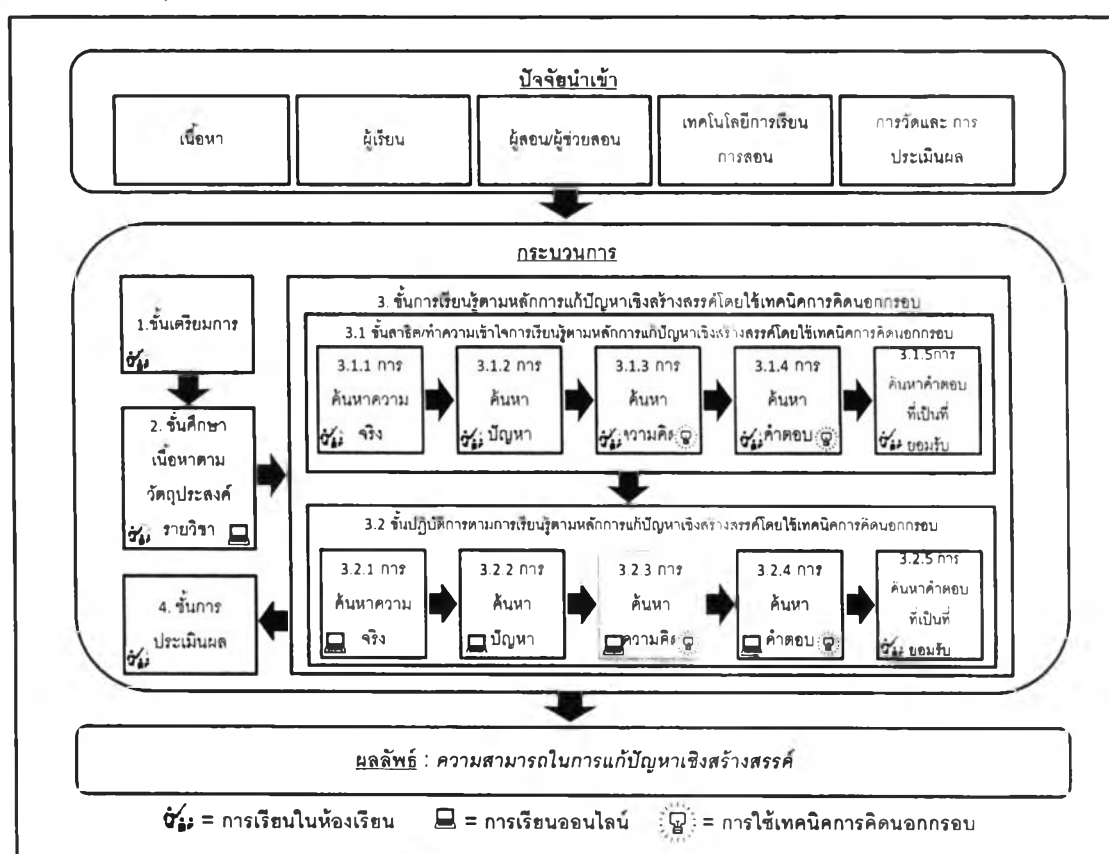 ปัจจัยนำเข้า
เนื้อหา
ผู้เรียน
ผู้สอน/ผู้ช่วยสอน
เทคโนโลยีการเรียน
การสอน
การวัดและ การ
ประเมินผล
กระบวนการ
1.ขั้นเตรียมการ
2. ขั้นศึกษา
เนื้อหาตาม
วัตถุประสงค์
รายวิชา
3. ขั้นการเรียนรู้ตามหลักการแก้ปัญหาเชิงสร้างสรรค์โดยใช้เทคนิคการคิดนอกกรอบ
3.1 ขั้นสาธิต/ทำความเข้าใจการเรียนรู้ตามหลักการแก้ปัญหาเชิงสร้างสรรค์โดยใช้เทคนิคการคิดนอกกรอบ
3.1.1 การ
ค้นหาความ
จริง
3.1.2 การ
ค้นหา
ปัญหา
3.1.3 การ
ค้นหา
ความคิด
3.1.4 การ
ค้นหา
คำตอบ
3.1.5การ
ค้นหาคำตอบ
ที่เป็นที่
ยอมรับ
3.2 ขั้นปฏิบัติการตามการเรียนรู้ตามหลักการแก้ปัญหาเชิงสร้างสรรค์โดยใช้เทคนิคการคิดนอกกรอบ
3.2.1 การ
ค้นหาความ
จริง
3.2.2 การ
ค้นหา
ปัญหา
3.2.3 การ
ค้นหา
ความคิด
3.2.4 การ
ค้นหา
คำตอบ
3.2.5 การ
ค้นหาคำตอบ
ที่เป็นที่
ยอมรับ
4. ขั้นการ
ประเมินผล
ผลลัพธ์ : ความสามารถในการแก้ปัญหาเชิงสร้างสรรค์
= การเรียนในห้องเรียน = การเรียนออนไลน์ = การใช้เทคนิคการคิดนอกกรอบ